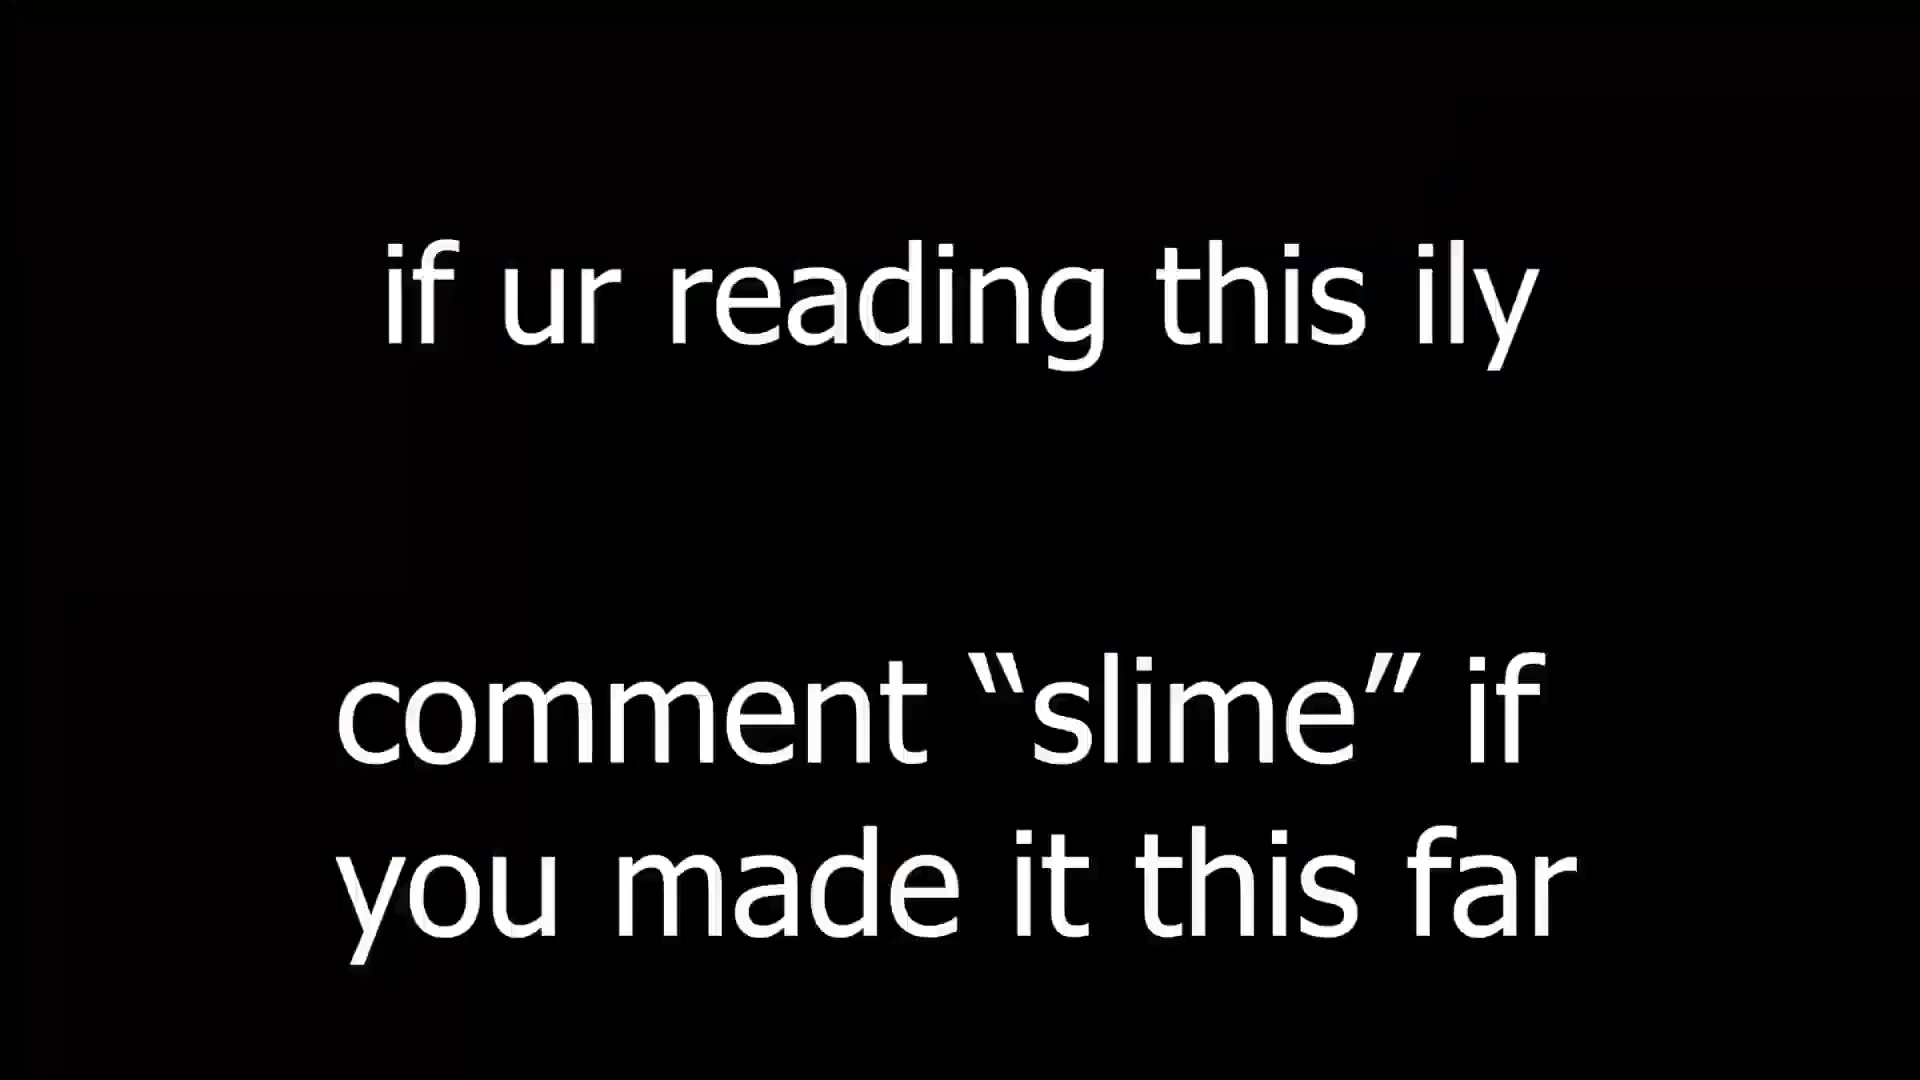 if ur reading this ily
comment “slime” if
you made it this far